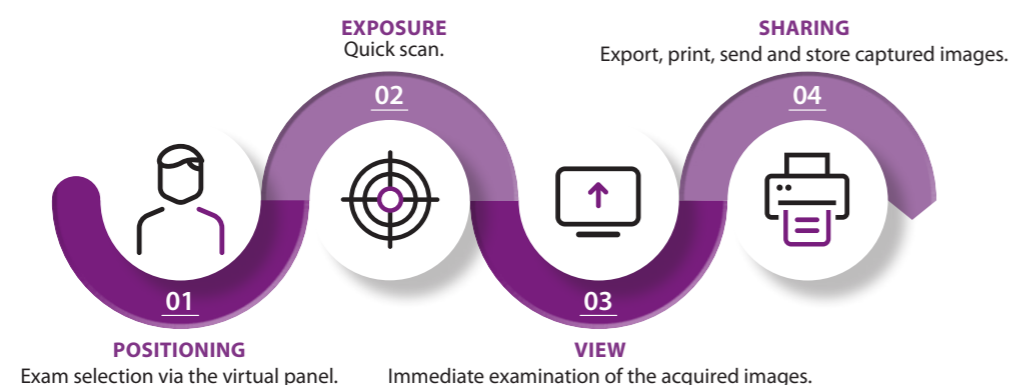 01
POSITIONING
Exam selection via the virtual panel.
EXPOSURE
Quick scan.
02
03
VIEW
Immediate examination of the acquired images.
SHARING
Export, print, send and store captured images.
04